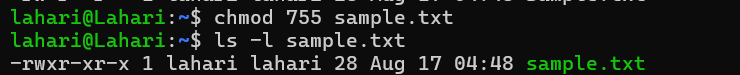 lahari@Lahari:~$ chmod 755 sample.txt
lahari@Lahari:~$ ls -l sample.txt
-rwxr-xr-x 1 lahari lahari 28 Aug 17 04:48 sample.txt